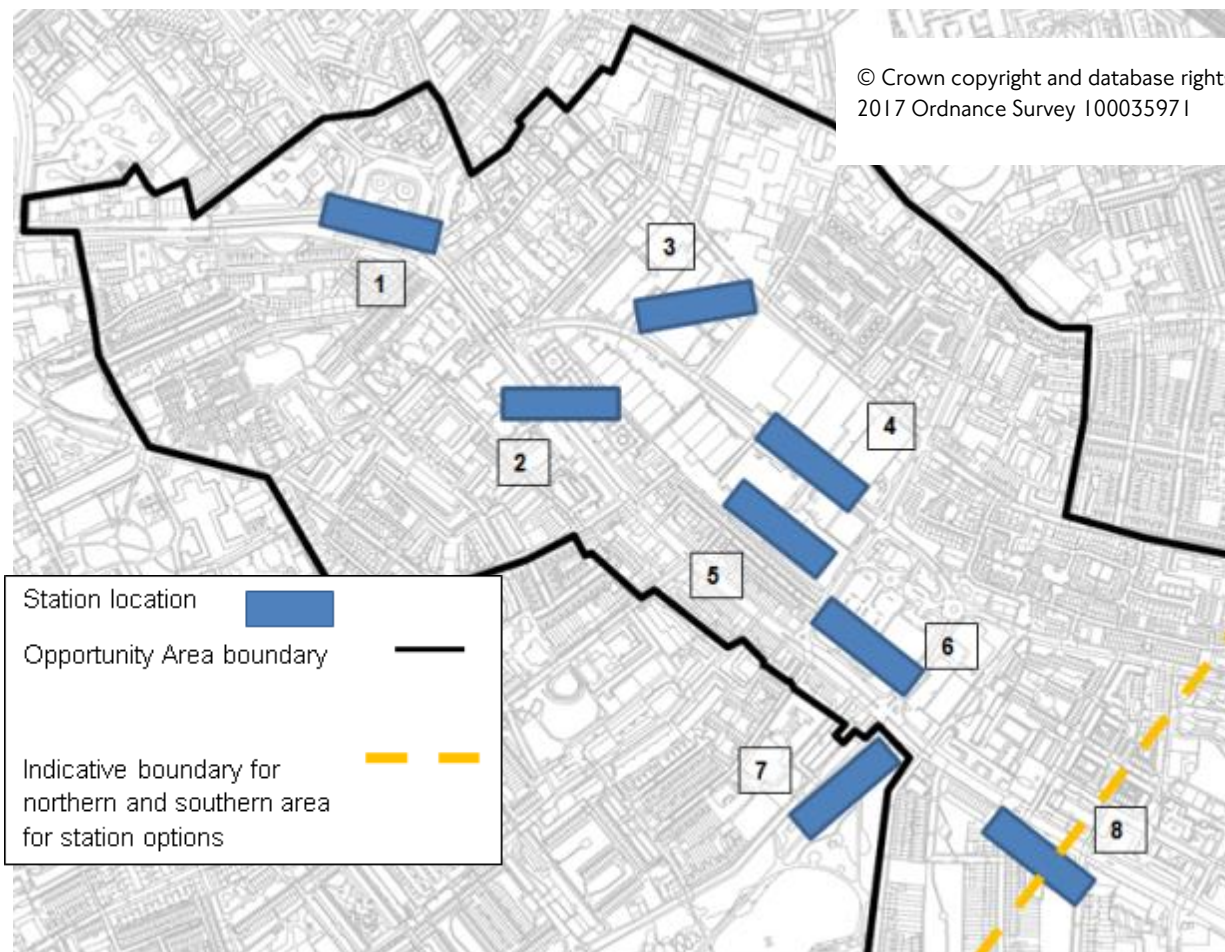 © Crown copyright and database rights
2017 Ordnance Survey 100035971
3
1
4
2
5
6
7
8
Station location
Opportunity Area boundary
Indicative boundary for
northern and southern area
for station options